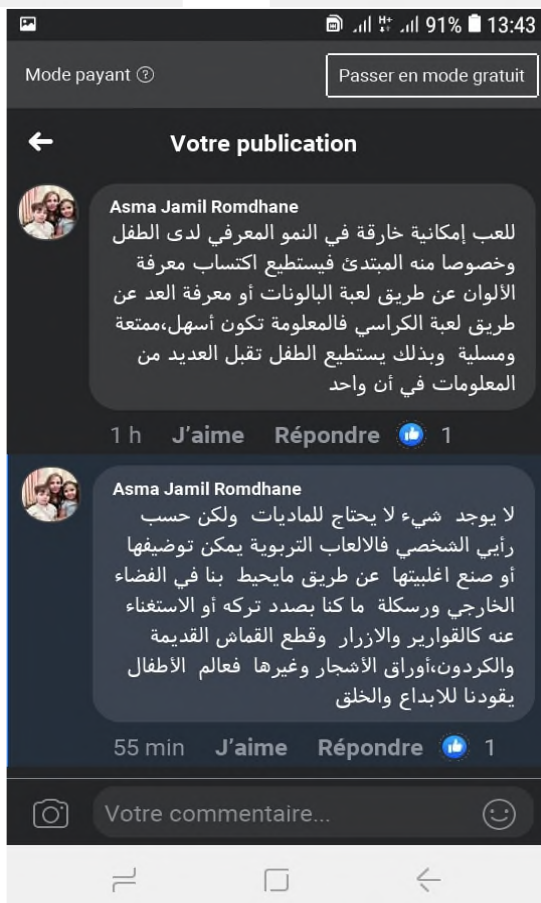 H+ 91% 13:43
Mode payant ?
Passer en mode gratuit
Votre publication
Asma Jamil Romdhane
للعب إمكانية خارقة في النمو المعرفي لدى الطفل
وخصوصا منه المبتدئ فيستطيع اكتساب معرفة
الألوان عن طريق لعبة البالونات أو معرفة العد عن
طريق لعبة الكراسي فالمعلومة تكون أسهل،ممتعة
ومسلية وبذلك يستطيع الطفل تقبل العديد من
المعلومات في أن واحد
1 h J'aime Répondre 1
Asma Jamil Romdhane
لا يوجد شيء لا يحتاج للماديات ولكن حسب
رأيي الشخصي فالالعاب التربوية يمكن توضيفها
أو صنع اغلبيتها عن طريق مايحيط بنا في الفضاء
الخارجي ورسكلة ما كنا بصدد تركه أو الاستغناء
عنه كالقوارير والازرار وقطع القماش القديمة
والكردون،أوراق الأشجار وغيرها فعالم الأطفال
يقودنا للابداع والخلق
55 min J'aime Répondre 1
Votre commentaire...